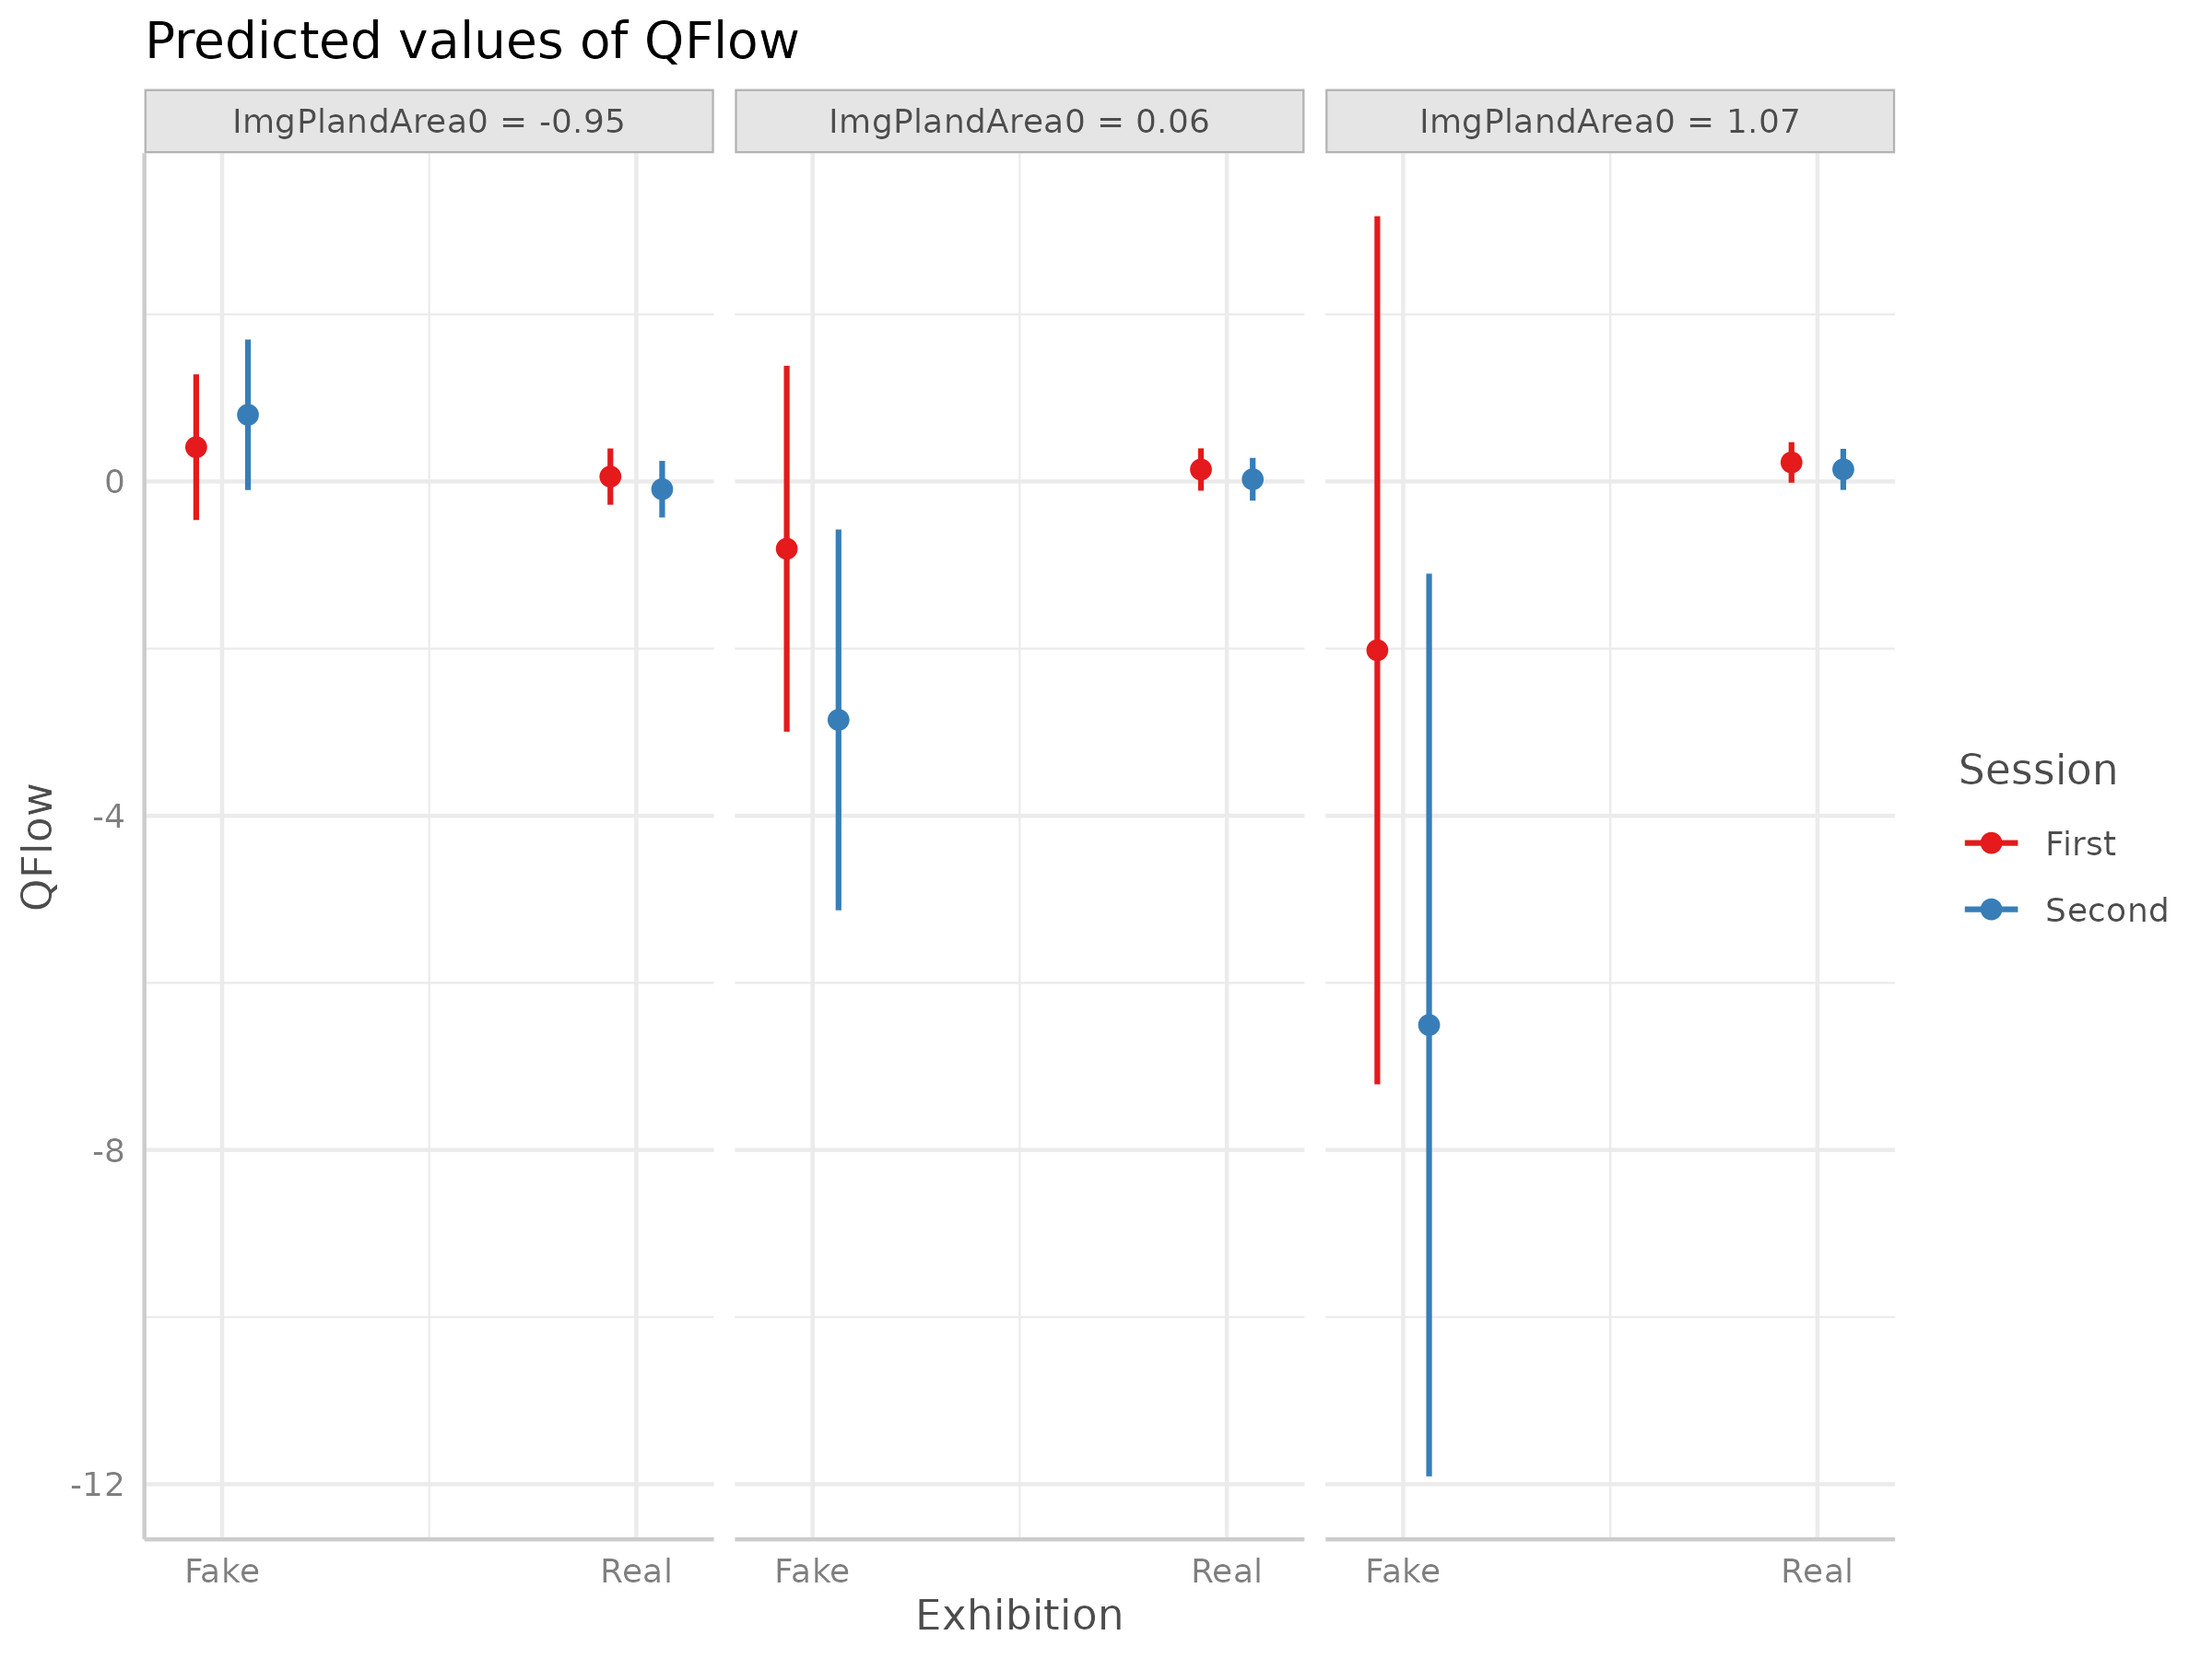 Predicted values of QFlow
ImgPlandArea0 = -0.95
ImgPlandArea0 = 0.06
ImgPlandArea0 = 1.07
0
-4
-8
-12
QFlow
Fake
Real
Fake
Real
Fake
Real
Exhibition
Session
First
Second